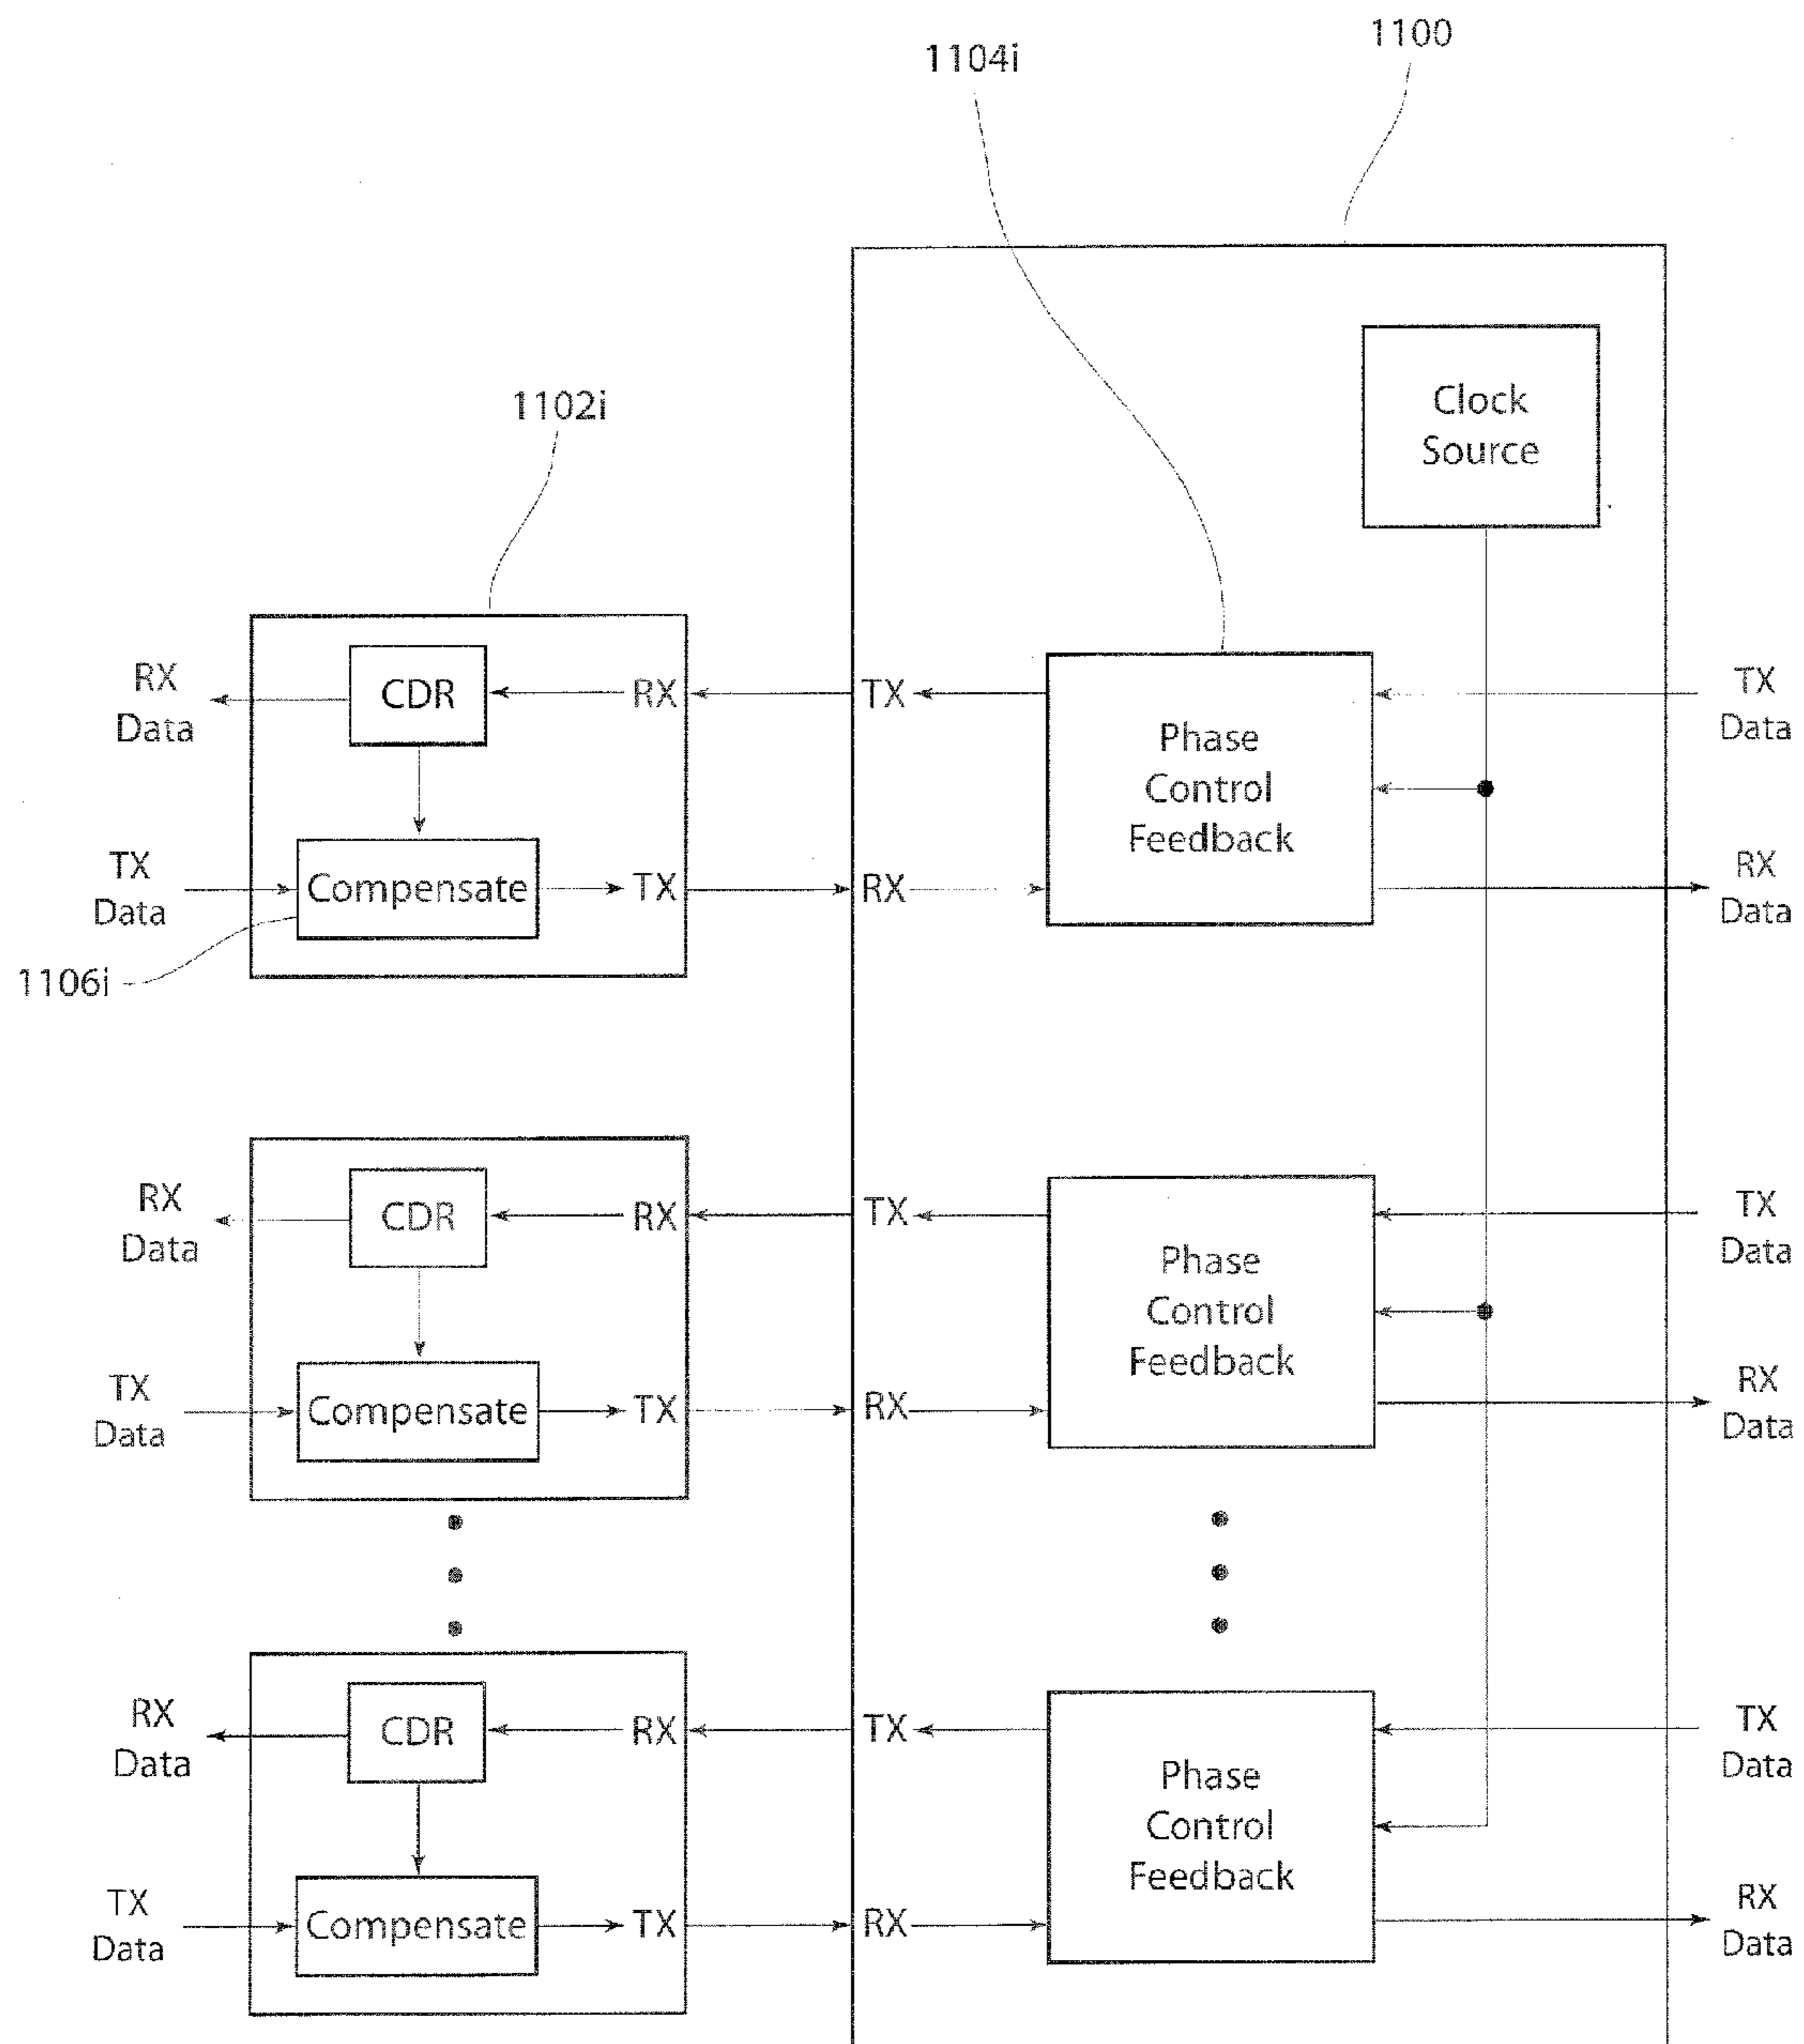 1100
1104i
1102i
Clock
Source
RX
Data
CDR
RX
TX
Phase
Control
Feedback
TX
Data
TX
Data
Compensate
TX
RX
RX
Data
1106i
RX
Data
CDR
RX
TX
Phase
Control
Feedback
TX
Data
TX
Data
Compensate
TX
RX
RX
Data
RX
Data
CDR
RX
TX
Phase
Control
Feedback
TX
Data
TX
Data
Compensate
TX
RX
RX
Data